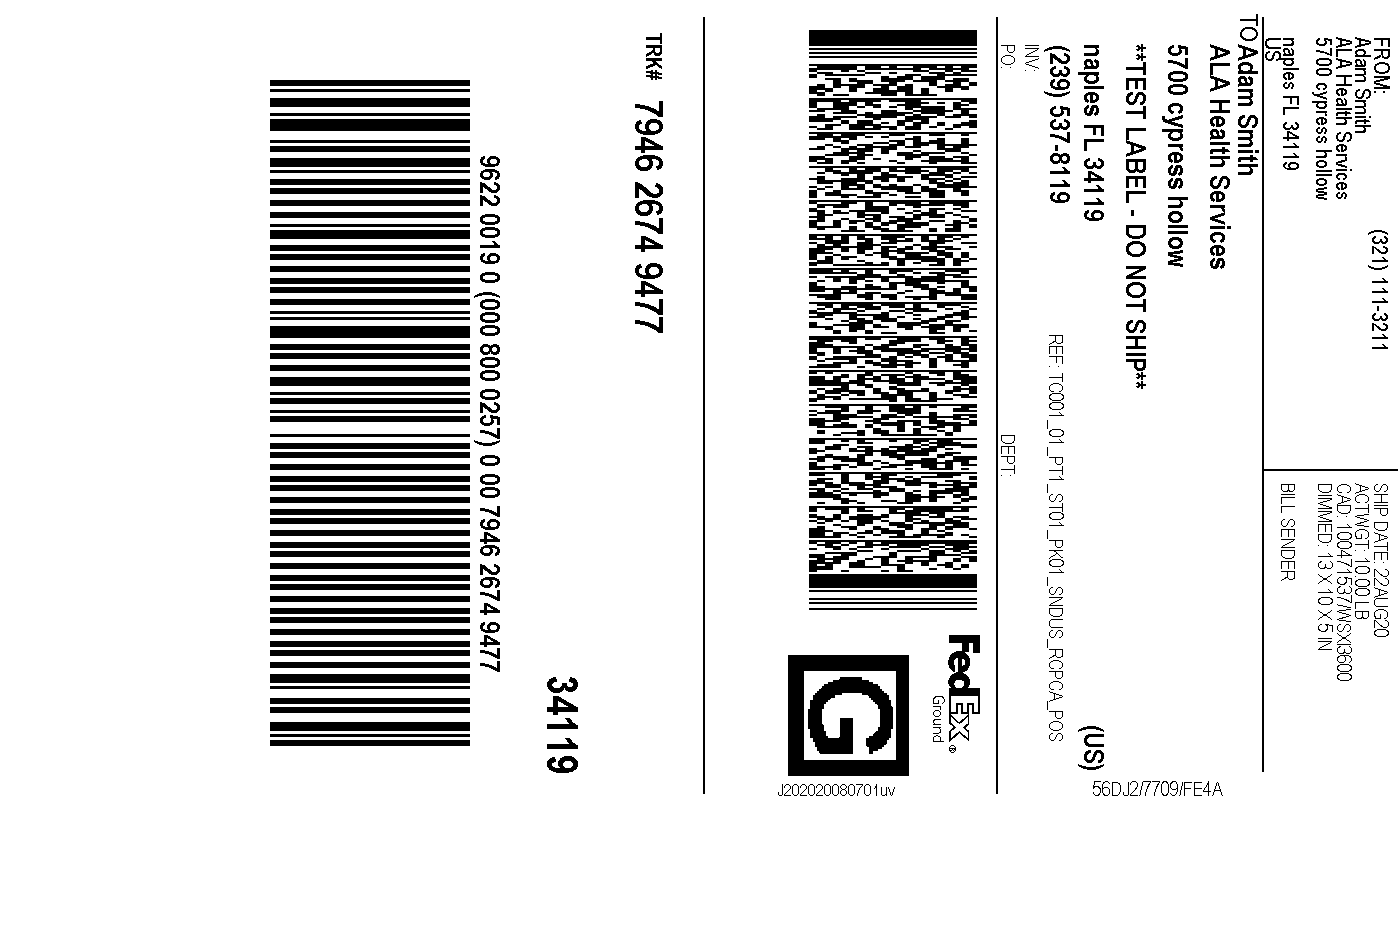 FROM:
(321) 111-3211
Adam Smith
ALA Health Services
5700 cypress hollow
naples FL 34119
US
SHIP DATE: 22AUG20
ACTWGT: 10.00 LB
CAD: 100471537/WSXI3600
DIMMED: 13 X 10 X 5 IN
BILL SENDER
TO Adam Smith
ALA Health Services
5700 cypress hollow
**TEST LABEL - DO NOT SHIP**
naples FL 34119
(US)
(239) 537-8119
REF: TC001_01_PT1_ST01_PK01_SNDUS_RCPCA_POS
INV:
PO:
DEPT:
56DJ2/7709/FE4A
FedEx ®
Ground
G
J202020080701uv
TRK# 7946 2674 9477
34119
9622 0019 0 (000 800 0257) 0 00 7946 2674 9477